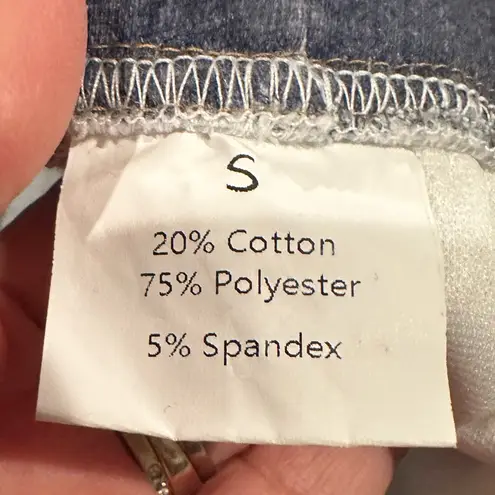 S
20% Cotton
75% Polyester
5% Spandex